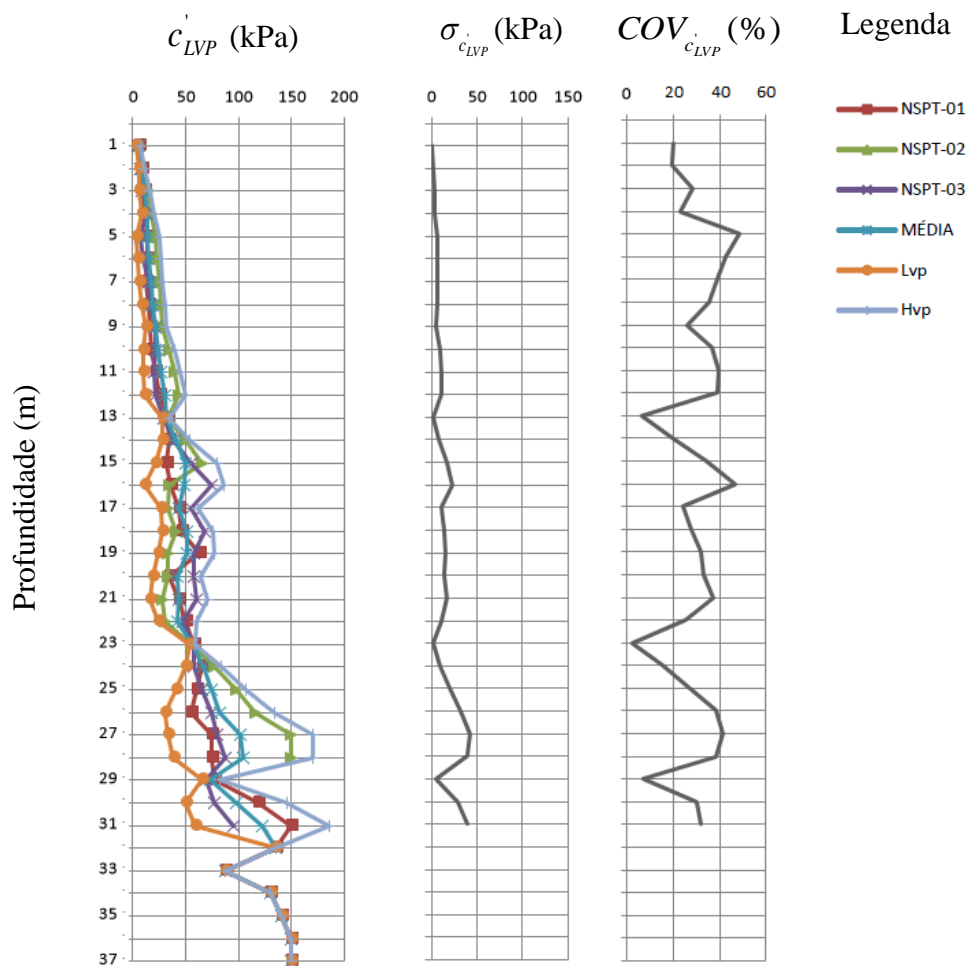 c'LVP (kPa)
σc'LVP (kPa)
COVc'LVP (%)
Legenda
0 50 100 150 200
0 50 100 150
0 20 40 60
NSPT-01
NSPT-02
NSPT-03
MÉDIA
Lvp
Hvp
Profundidade (m)
1
3
5
7
9
11
13
15
17
19
21
23
25
27
29
31
33
35
37